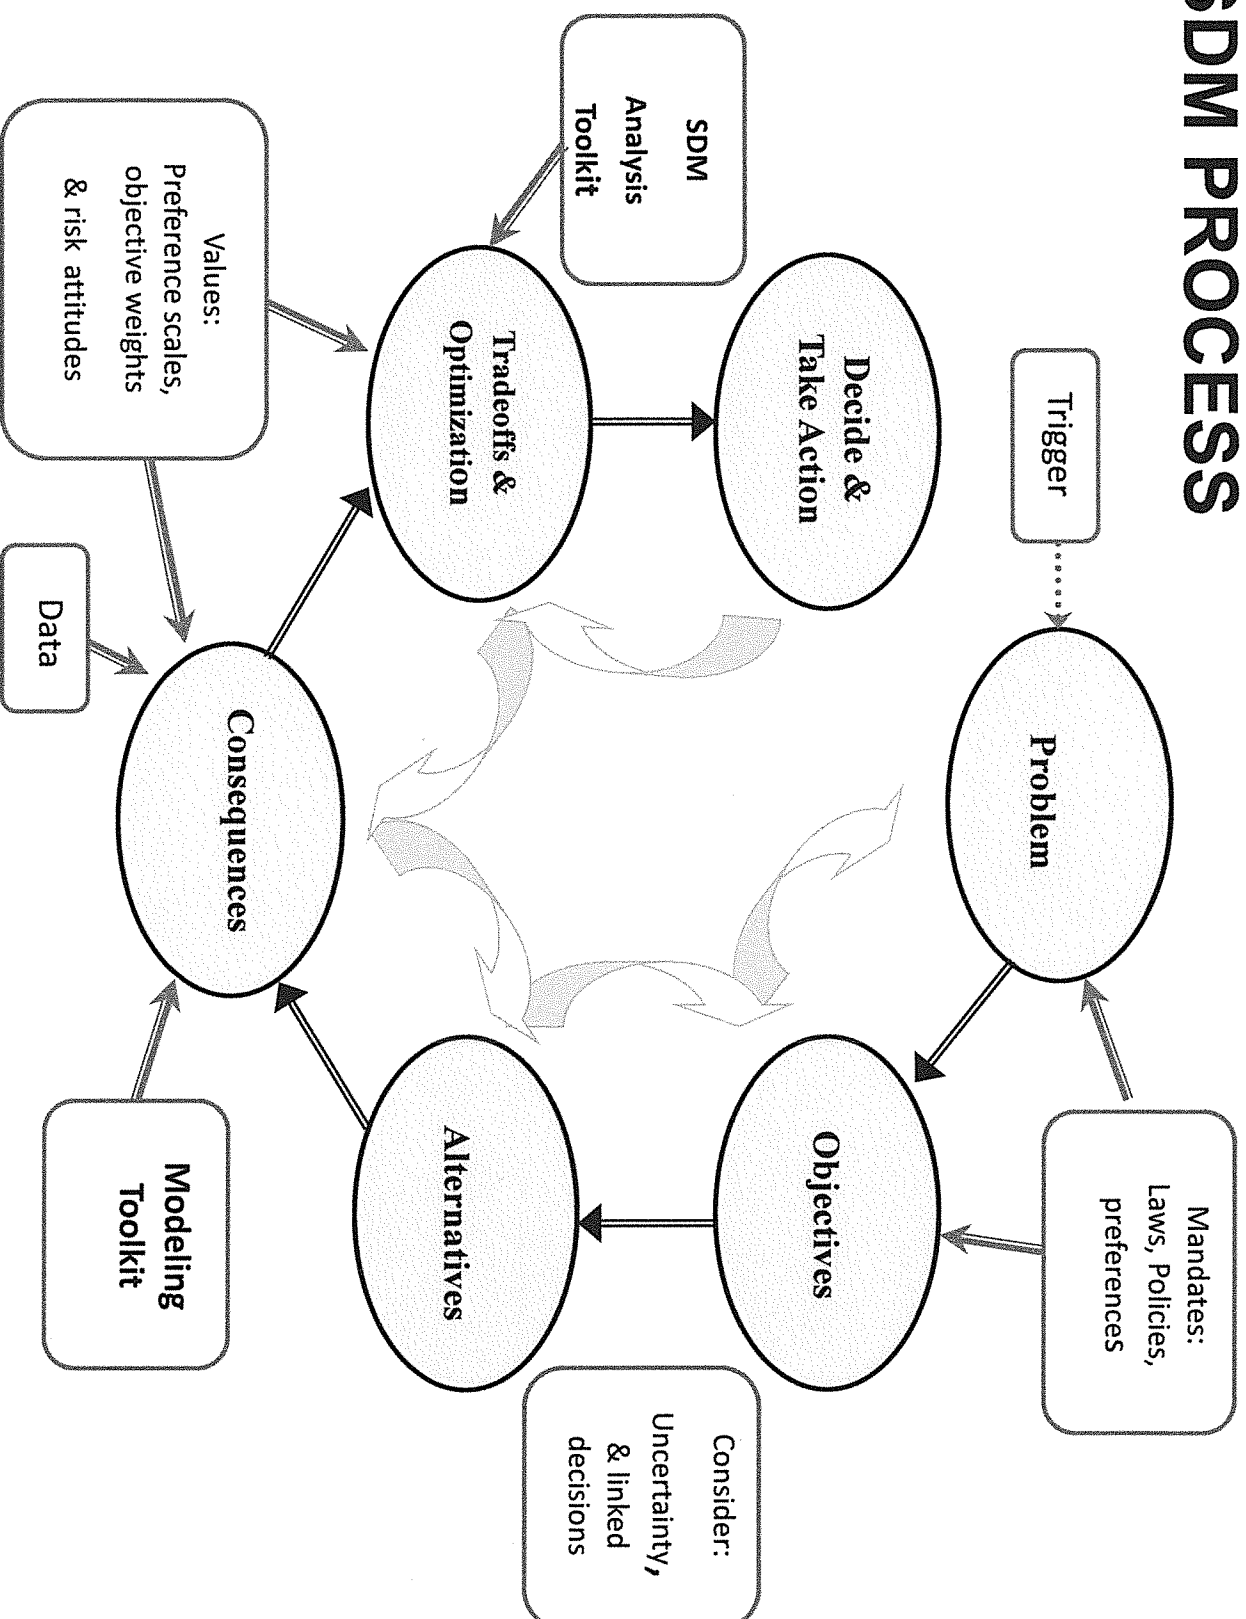 SDM PROCESS
Trigger
Problem
Mandates:
Laws, Policies,
preferences
Decide &
Take Action
Objectives
SDM
Analysis
Toolkit
Consider:
Uncertainty,
& linked
decisions
Tradeoffs &
Optimization
Alternatives
Values:
Preference scales,
objective weights
& risk attitudes
Consequences
Modeling
Toolkit
Data